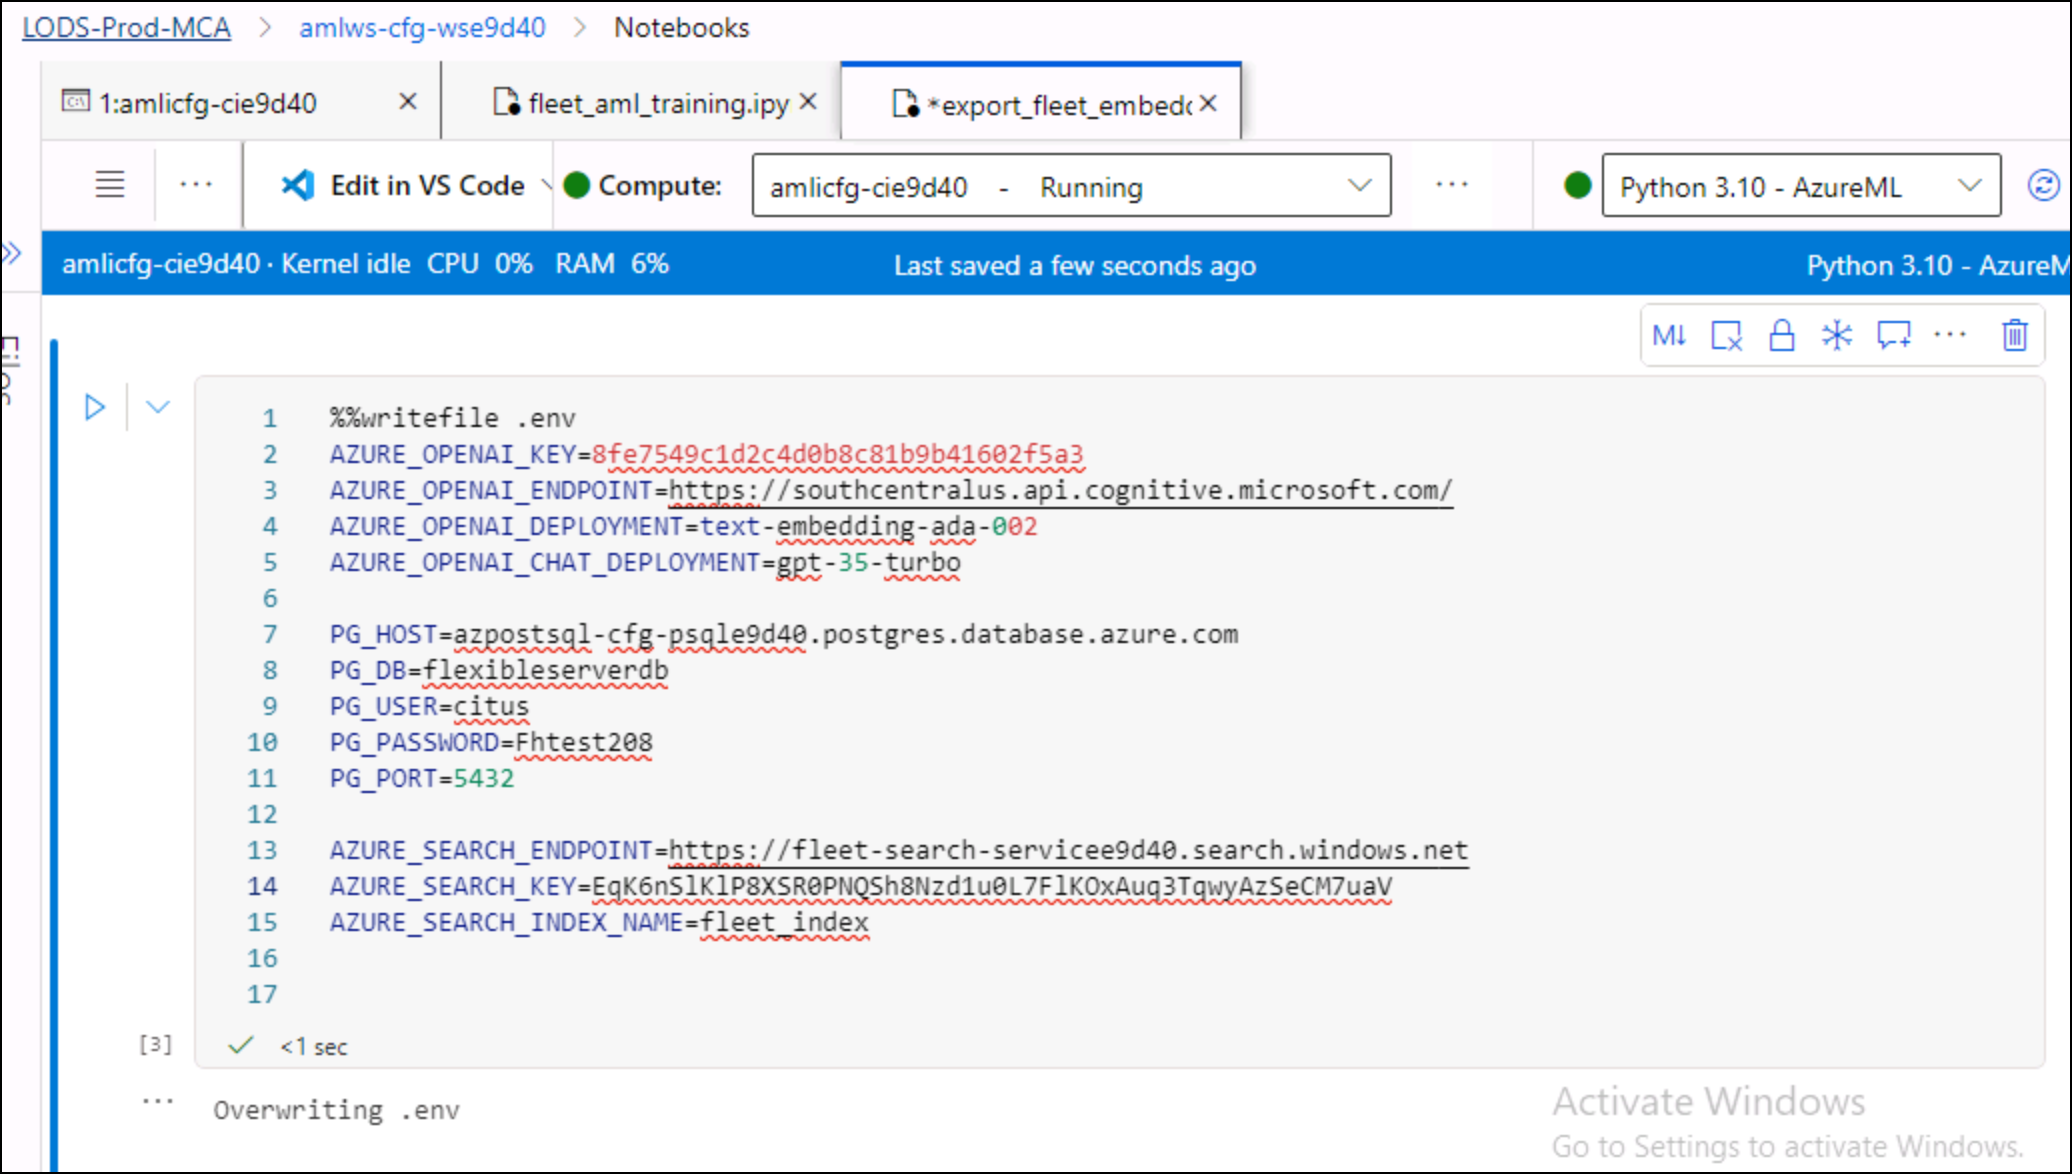 LODS-Prod-MCA > amlws-cfg-wse9d40 > Notebooks
1:amlicfg-cie9d40
fleet_aml_training.ipy
*export_fleet_embed
Edit in VS Code
Compute:
amlicfg-cie9d40 - Running
Python 3.10 - AzureML
amlicfg-cie9d40 · Kernel idle CPU 0% RAM 6%
Last saved a few seconds ago
Python 3.10 - AzureM
Files
M↓
1 %%writefile .env
2 AZURE_OPENAI_KEY=8fe7549c1d2c4d0b8c81b9b41602f5a3
3 AZURE_OPENAI_ENDPOINT=https://southcentralus.api.cognitive.microsoft.com/
4 AZURE_OPENAI_DEPLOYMENT=text-embedding-ada-002
5 AZURE_OPENAI_CHAT_DEPLOYMENT=gpt-35-turbo
6
7 PG_HOST=azpostsql-cfg-psqle9d40.postgres.database.azure.com
8 PG_DB=flexibleserverdb
9 PG_USER=citus
10 PG_PASSWORD=Fhtest208
11 PG_PORT=5432
12
13 AZURE_SEARCH_ENDPOINT=https://fleet-search-servicee9d40.search.windows.net
14 AZURE_SEARCH_KEY=EqK6nSlKlP8XSR0PNQSh8Nzd1u0L7FlKOxAuq3TqwyAzSeCM7uaV
15 AZURE_SEARCH_INDEX_NAME=fleet_index
16
17
[3] <1 sec
Overwriting .env
Activate Windows
Go to Settings to activate Windows.